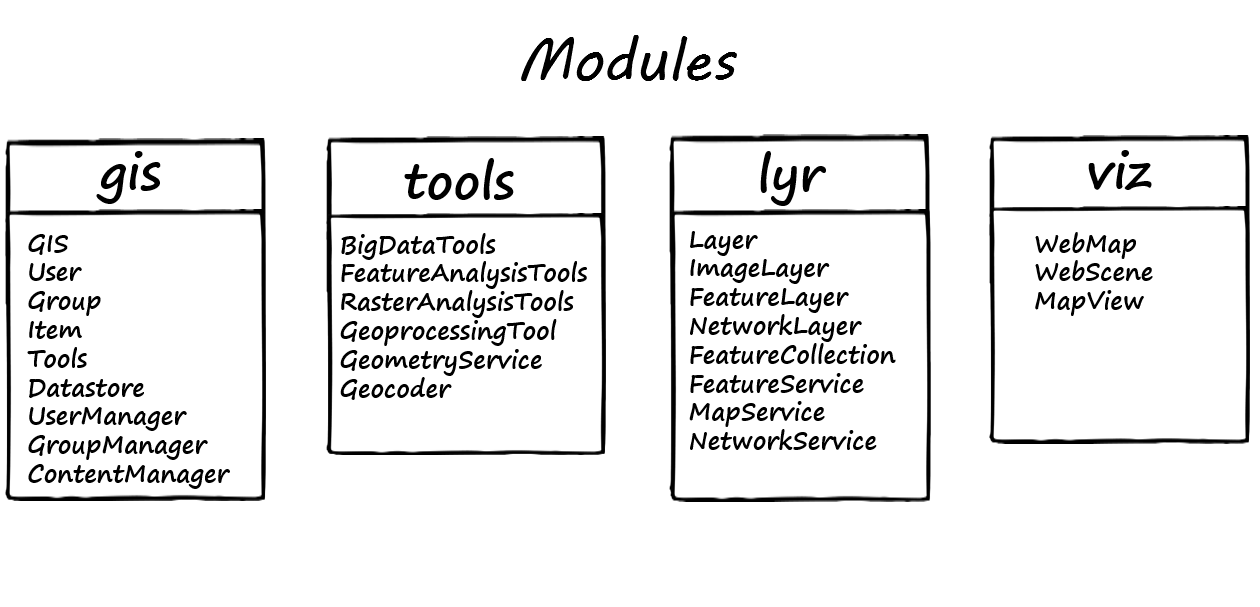 Modules
gis
GIS
User
Group
Item
Tools
Datastore
UserManager
GroupManager
ContentManager
tools
BigDataTools
FeatureAnalysisTools
RasterAnalysisTools
GeoprocessingTool
GeometryService
Geocoder
lyr
Layer
ImageLayer
FeatureLayer
NetworkLayer
FeatureCollection
FeatureService
MapService
NetworkService
viz
WebMap
WebScene
MapView